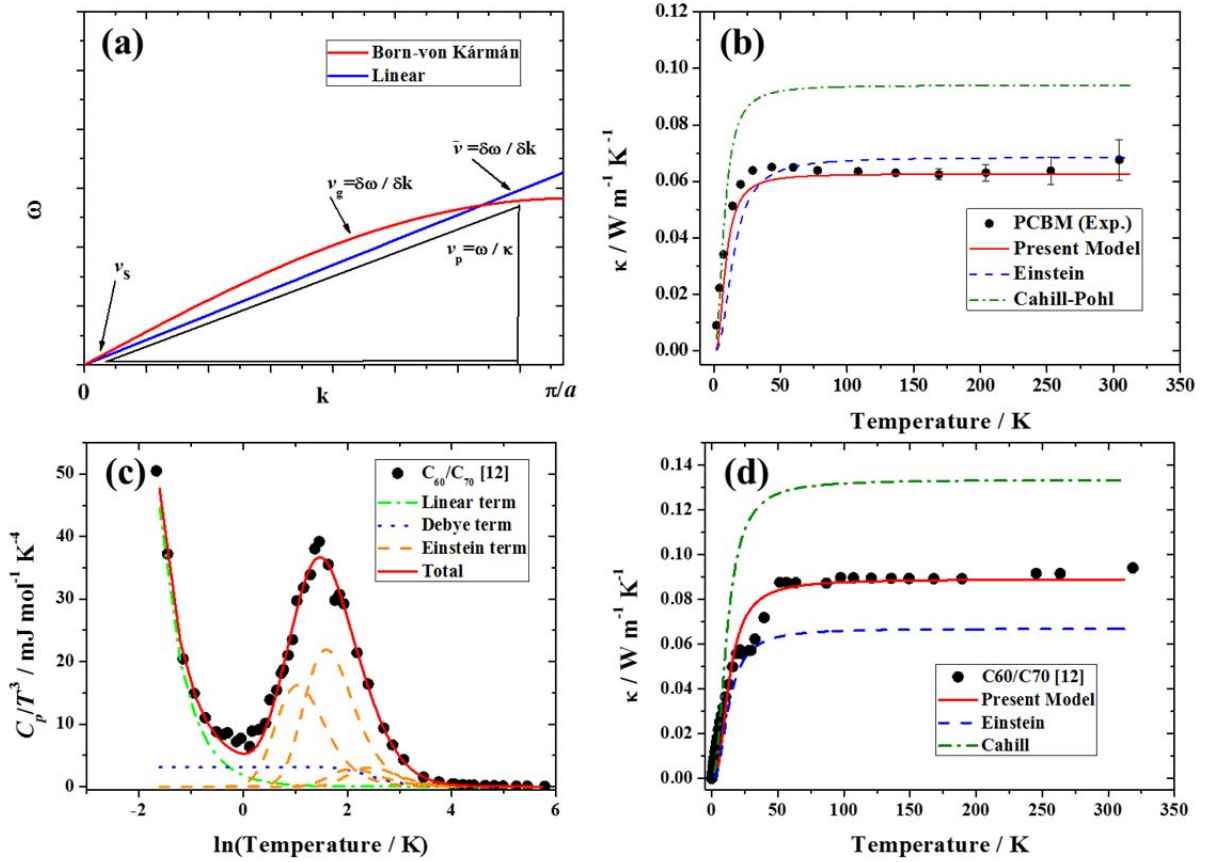 (a)
Born-von Kármán
Linear
v̄ =δω / δk
v_g =δω / δk
v_p =ω / κ
v_S
ω
0
k
π/a
(b)
κ / W m⁻¹ K⁻¹
0.12
0.10
0.08
0.06
0.04
0.02
0.00
PCBM (Exp.)
Present Model
Einstein
Cahill-Pohl
0 50 100 150 200 250 300 350
Temperature / K
(c)
C_p/T³ / mJ mol⁻¹ K⁻⁴
50
40
30
20
10
0
C₆₀/C₇₀ [12]
Linear term
Debye term
Einstein term
Total
-2 0 2 4 6
ln(Temperature / K)
(d)
κ / W m⁻¹ K⁻¹
0.14
0.12
0.10
0.08
0.06
0.04
0.02
0.00
C60/C70 [12]
Present Model
Einstein
Cahill
0 50 100 150 200 250 300 350
Temperature / K